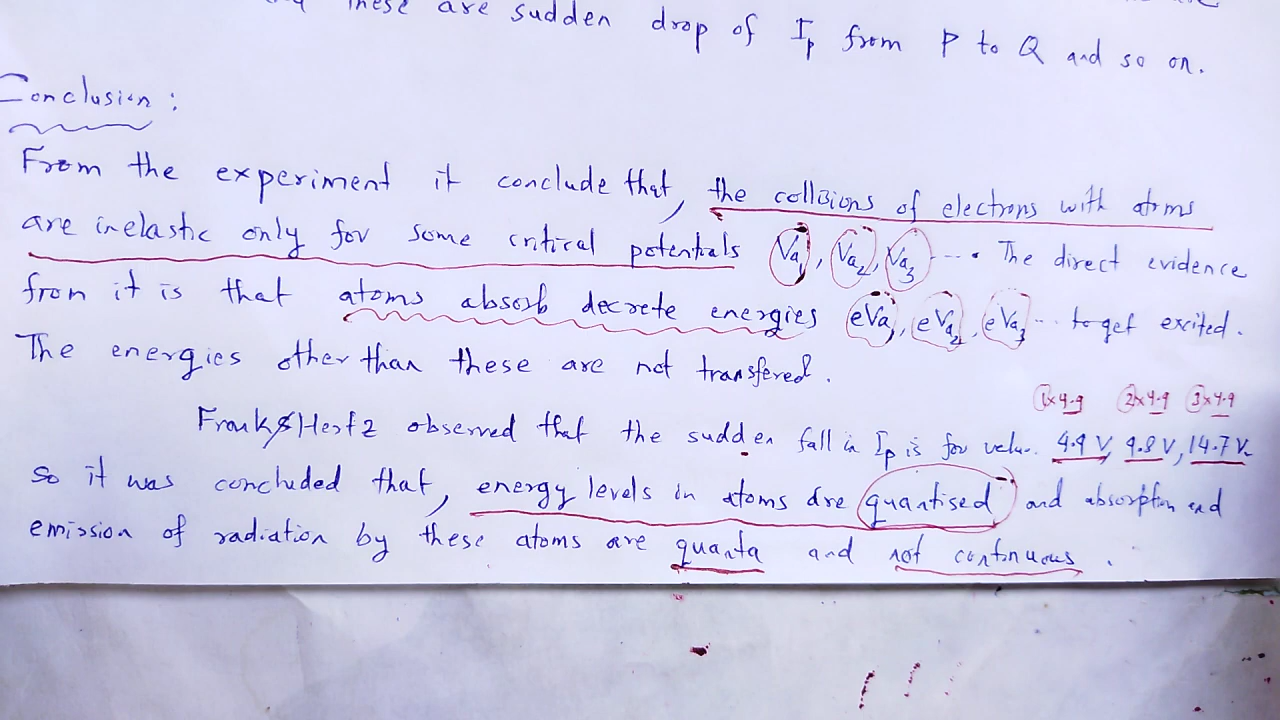 these are sudden drop of Ip from P to Q and so on.
Conclusion :
From the experiment it conclude that, the collisions of electrons with atoms
are inelastic only for some critical potentials Va1, Va2, Va3 .... The direct evidence
from it is that atoms absorb decrete energies eVa1, eVa2, eVa3 ... to get excited.
The energies other than these are not transfered.
1x4.9 2x4.9 3x4.9
Frank & Hertz observed that the sudden fall in Ip is for value. 4.9 V, 9.8 V, 14.7 V.
so it was concluded that, energy levels in atoms are quantised and absorption and
emission of radiation by these atoms are quanta and not continuous .